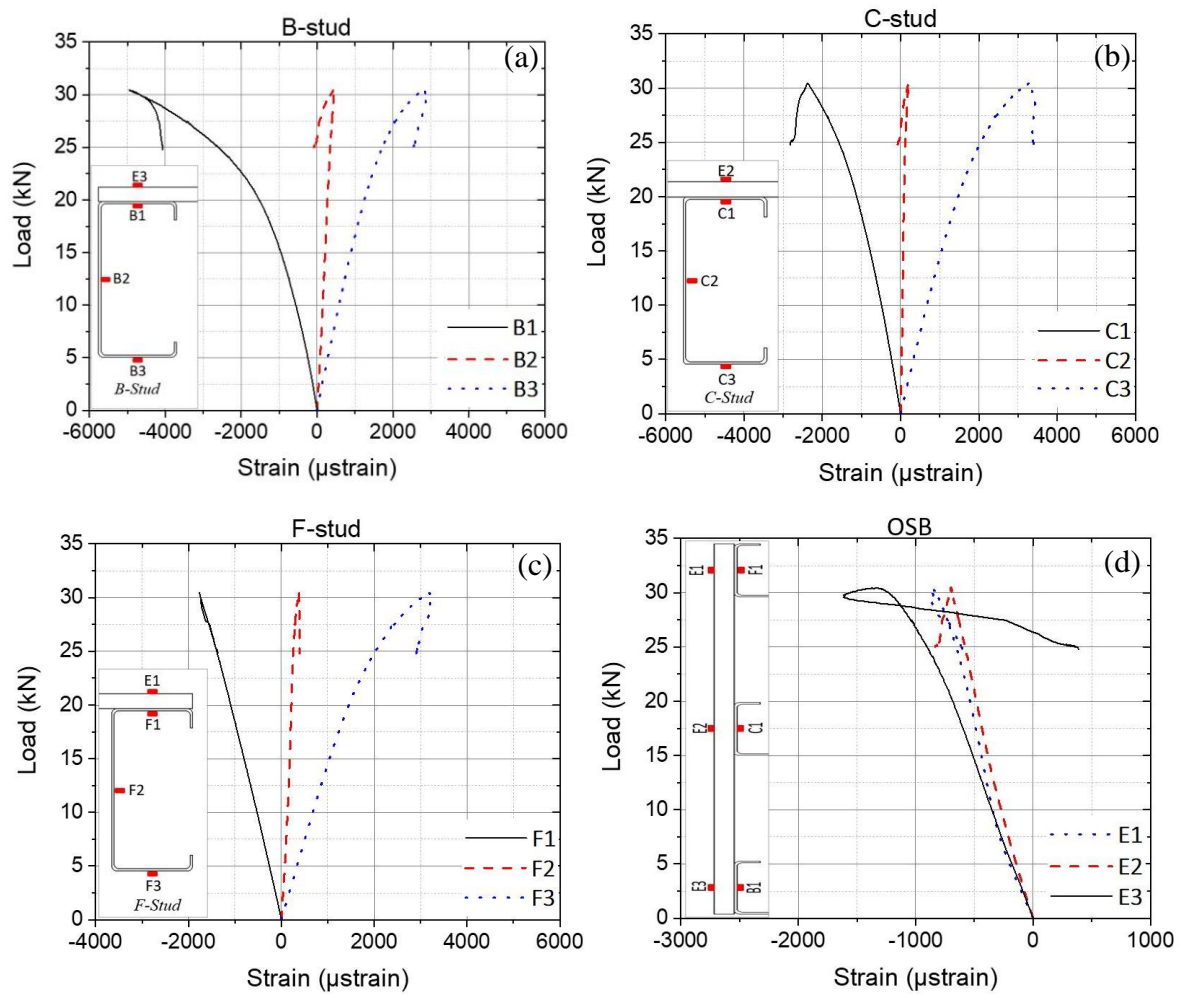 B-stud
(a)
Load (kN)
35
30
25
20
15
10
5
0
-6000 -4000 -2000 0 2000 4000 6000
Strain (µstrain)
E3
B1
B2
B3
B-Stud
B1
B2
B3
C-stud
(b)
Load (kN)
35
30
25
20
15
10
5
0
-6000 -4000 -2000 0 2000 4000 6000
Strain (µstrain)
E2
C1
C2
C3
C-Stud
C1
C2
C3
F-stud
(c)
Load (kN)
35
30
25
20
15
10
5
0
-4000 -2000 0 2000 4000 6000
Strain (µstrain)
E1
F1
F2
F3
F-Stud
F1
F2
F3
OSB
(d)
Load (kN)
35
30
25
20
15
10
5
0
-3000 -2000 -1000 0 1000
Strain (µstrain)
E1 F1
E2 C1
E3 B1
E1
E2
E3